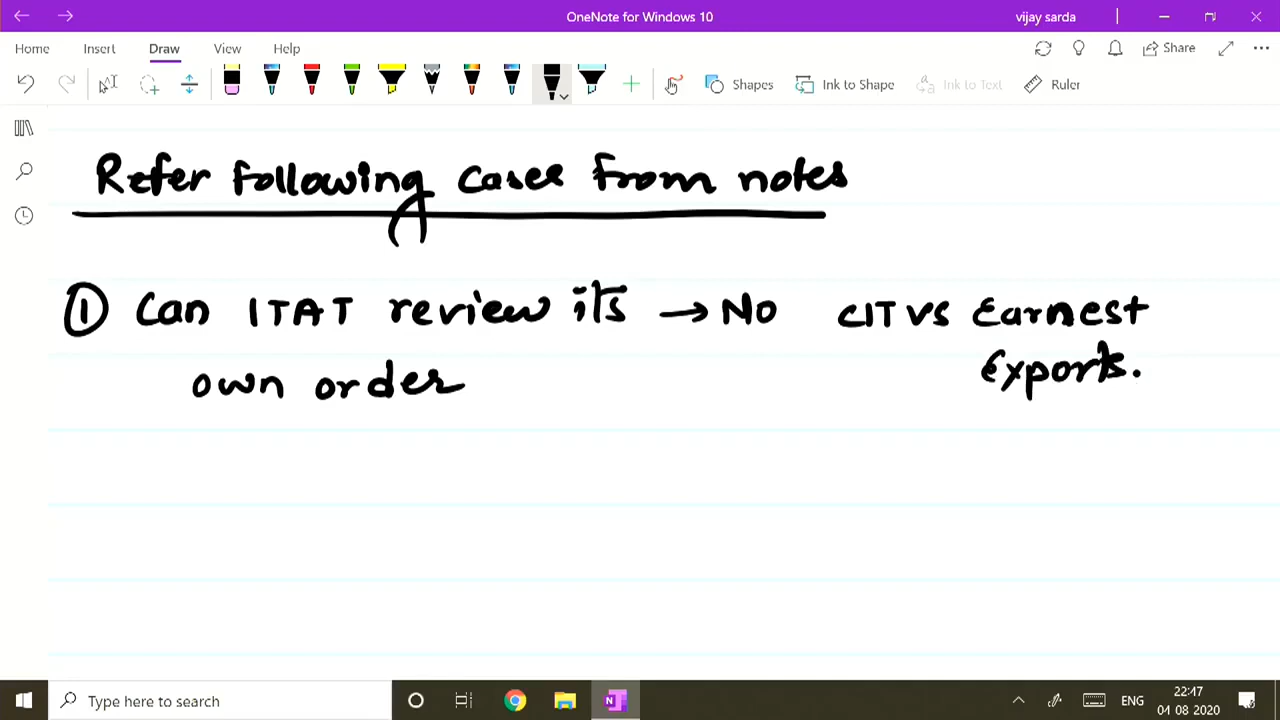 OneNote for Windows 10
vijay sarda
Home Insert Draw View Help
Share
Shapes Ink to Shape Ink to Text Ruler
Refer following cases from notes
① Can ITAT review its → No CIT vs Earnest
own order Exports.
Type here to search
ENG
22:47
04-08-2020